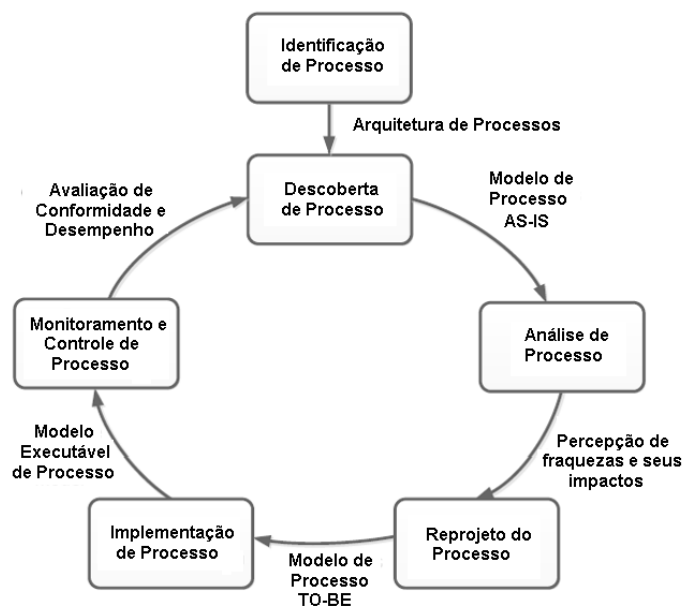 Identificação
de Processo
Arquitetura de Processos
Descoberta
de Processo
Modelo de
Processo
AS-IS
Análise de
Processo
Percepção de
fraquezas e seus
impactos
Reprojeto do
Processo
Modelo de
Processo
TO-BE
Implementação
de Processo
Modelo
Executável
de Processo
Monitoramento e
Controle de
Processo
Avaliação de
Conformidade e
Desempenho